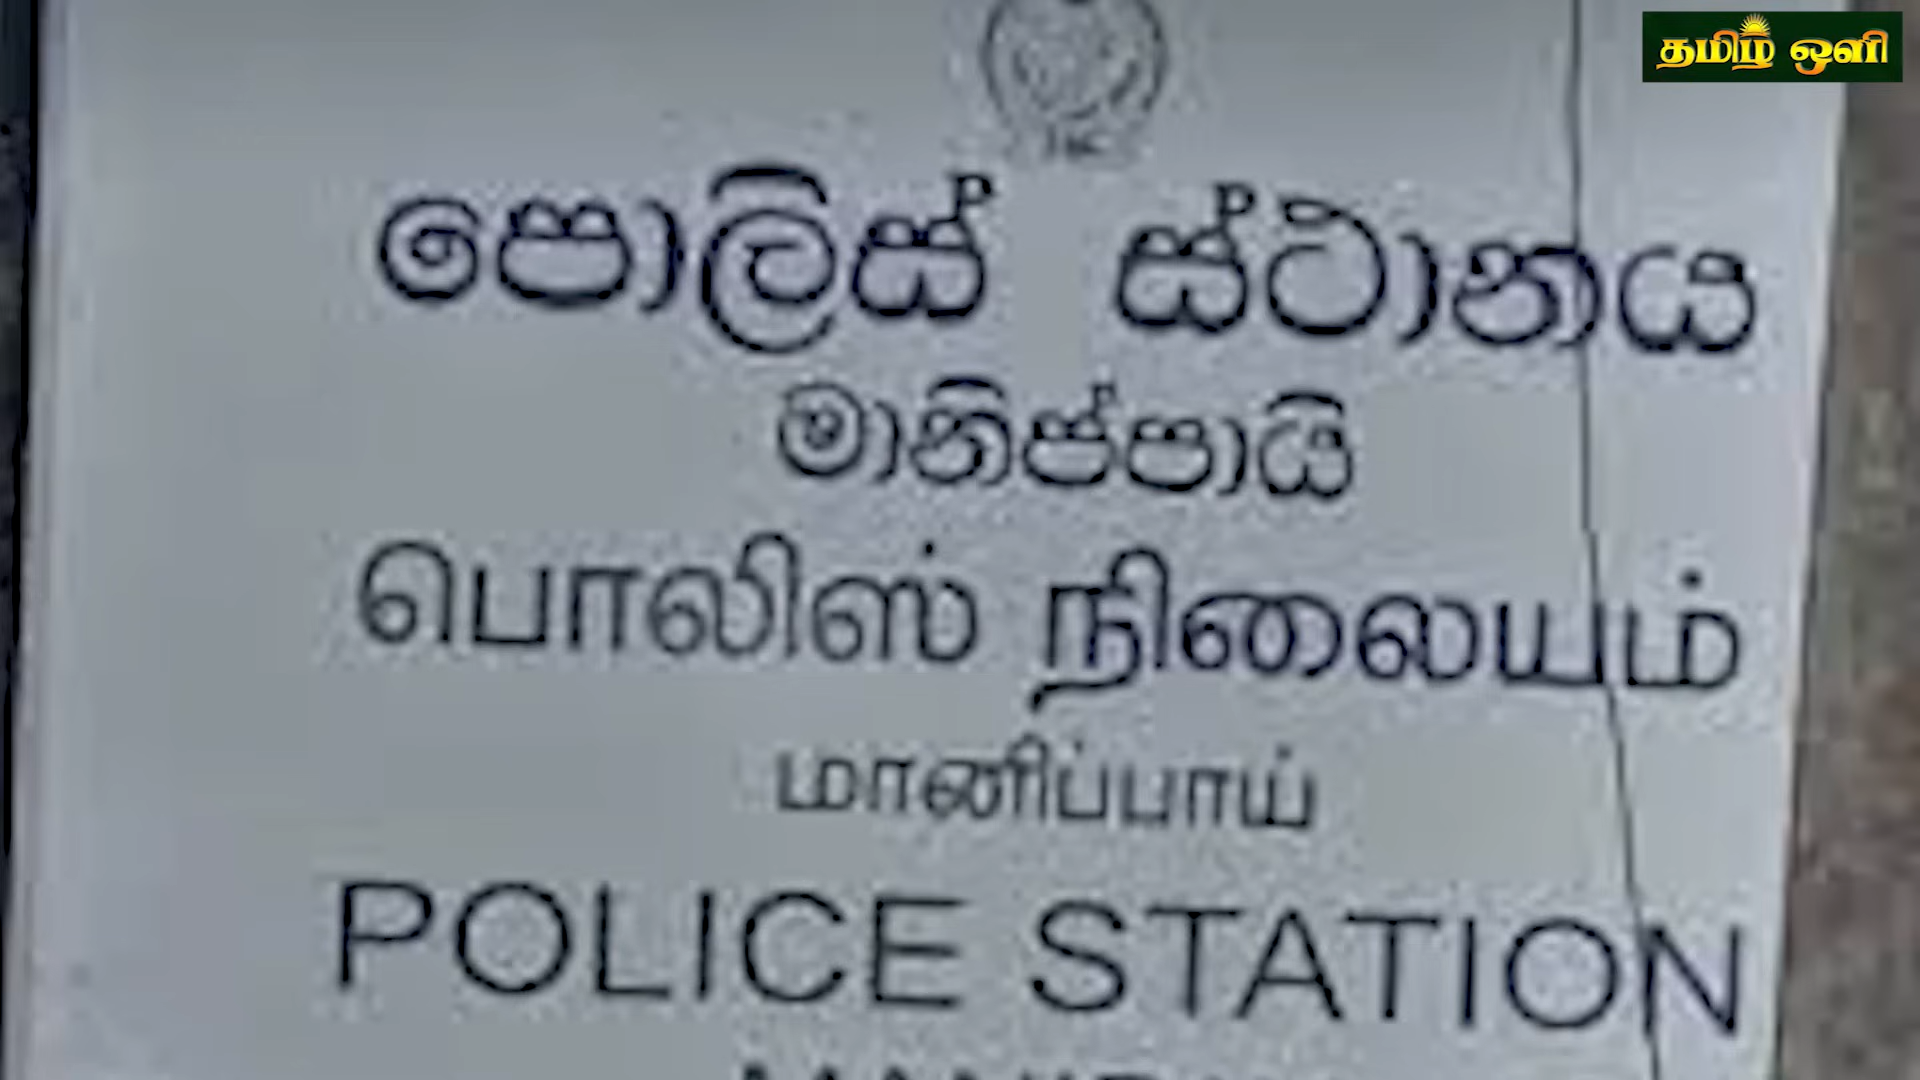 தமிழ் ஒளி
පොලිස් ස්ථානය
මානිප්පායි
பொலிஸ் நிலையம்
மானிப்பாய்
POLICE STATION